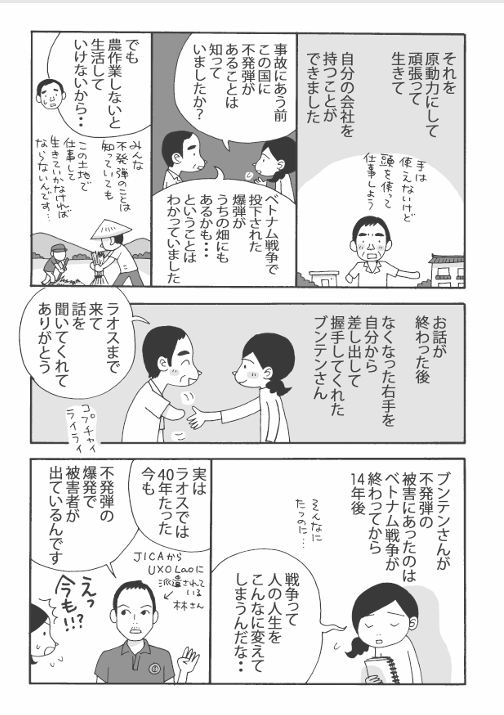 それを
原動力にして
頑張って
生きて
自分の会社を
持つことが
できました
手は
使えないけど
頭を使って
仕事しよう
事故にあう前
この国に
不発弾が
あることは
知って
いましたか?
ベトナム戦争で
投下された
爆弾が
うちの畑にも
あるかも・・
ということは
わかっていました
でも
農作業しないと
生活して
いけないから・・
みんな
不発弾のことは
知っていても
この土地で
仕事をして
生きていかなければ
ならないんです…
お話が
終わった後
なくなった右手を
自分から
差し出して
握手してくれた
ブンテンさん
ラオスまで
来て
話を
聞いてくれて
ありがとう
コプチャイ
ライライ
ブンテンさんが
不発弾の
被害にあったのは
ベトナム戦争が
終わってから
14年後
そんなに
たつのに…
戦争って
人の人生を
こんなに変えて
しまうんだな・・
実は
ラオスでは
40年たった
今も
不発弾の
爆発で
被害者が
出ているんです
JICAから
UXO Laoに
派遣されて
いる
林さん
えっ
今も!!?